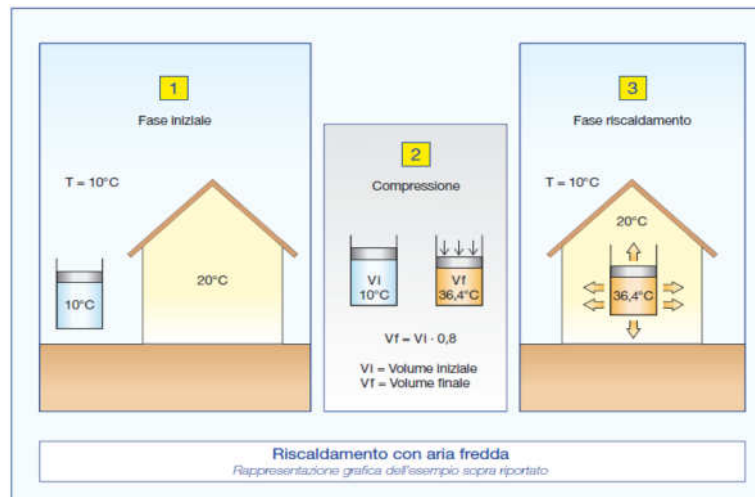 1
Fase iniziale
T = 10°C
10°C
20°C
2
Compressione
Vi
10°C
Vf
36,4°C
Vf = Vi · 0,8
Vi = Volume iniziale
Vf = Volume finale
3
Fase riscaldamento
T = 10°C
20°C
36,4°C
Riscaldamento con aria fredda
Rappresentazione grafica dell'esempio sopra riportato